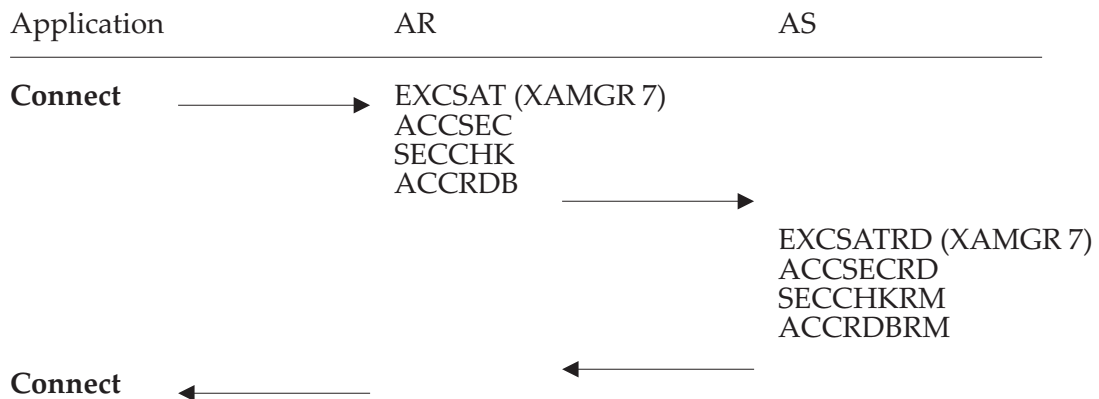 Application AR AS
Connect EXCSAT (XAMGR 7)
ACCSEC
SECCHK
ACCRDB
EXCSATRD (XAMGR 7)
ACCSECRD
SECCHKRM
ACCRDBRM
Connect